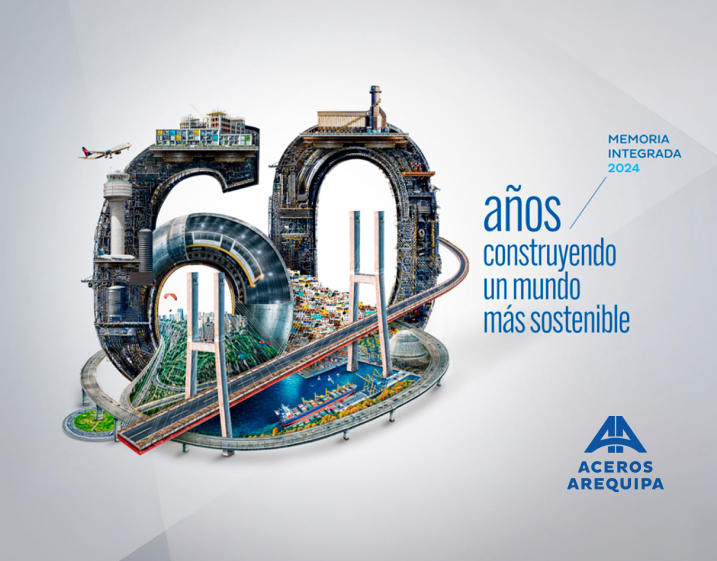 60
años
construyendo
un mundo
más sostenible
MEMORIA
INTEGRADA
2024
ACEROS
AREQUIPA